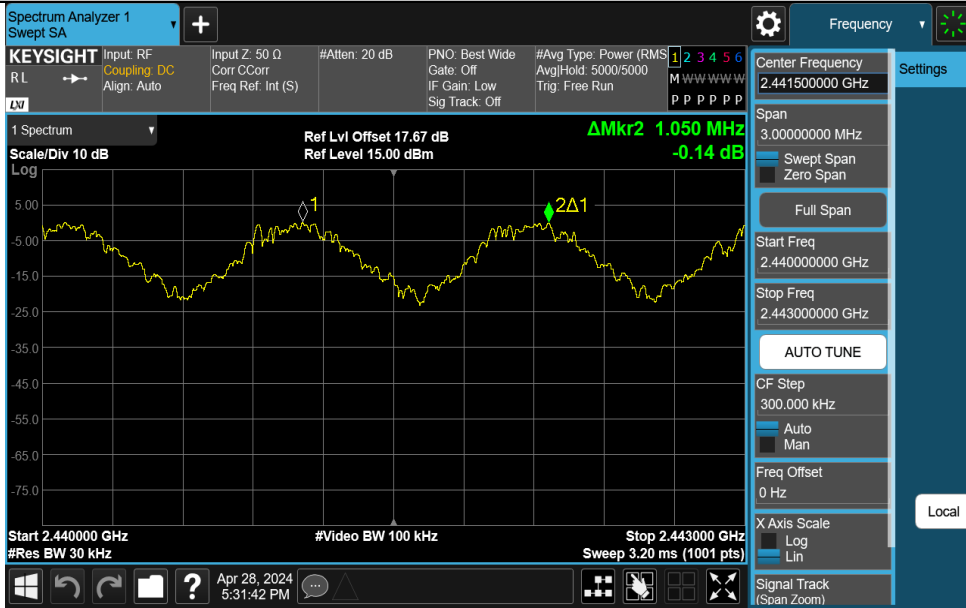 Spectrum Analyzer 1
Swept SA
+
Frequency
KEYSIGHT
RL
LXI
Input: RF
Coupling: DC
Align: Auto
Input Z: 50 Ω
Corr CCorr
Freq Ref: Int (S)
#Atten: 20 dB
PNO: Best Wide
Gate: Off
IF Gain: Low
Sig Track: Off
#Avg Type: Power (RMS
Avg|Hold: 5000/5000
Trig: Free Run
1 2 3 4 5 6
M W W W W W
P P P P P P
1 Spectrum
Scale/Div 10 dB
Log
Ref Lvl Offset 17.67 dB
Ref Level 15.00 dBm
ΔMkr2 1.050 MHz
-0.14 dB
5.00
-5.00
-15.0
-25.0
-35.0
-45.0
-55.0
-65.0
-75.0
1
2Δ1
Start 2.440000 GHz
#Res BW 30 kHz
#Video BW 100 kHz
Stop 2.443000 GHz
Sweep 3.20 ms (1001 pts)
Center Frequency
2.441500000 GHz
Span
3.00000000 MHz
Swept Span
Zero Span
Full Span
Start Freq
2.440000000 GHz
Stop Freq
2.443000000 GHz
AUTO TUNE
CF Step
300.000 kHz
Auto
Man
Freq Offset
0 Hz
X Axis Scale
Log
Lin
Signal Track
(Span Zoom)
Settings
Local
?
Apr 28, 2024
5:31:42 PM